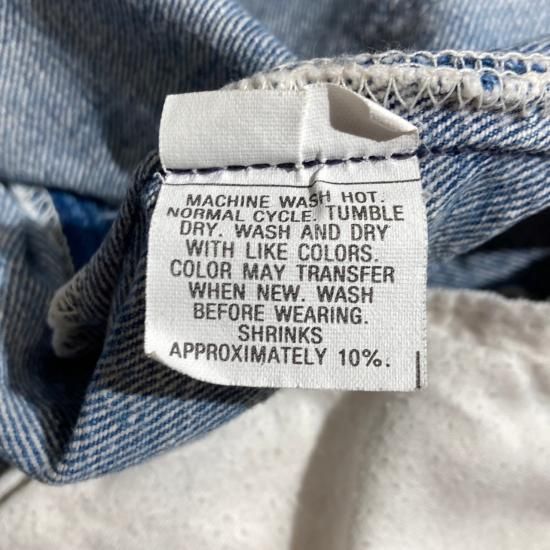 MACHINE WASH HOT.
NORMAL CYCLE. TUMBLE
DRY. WASH AND DRY
WITH LIKE COLORS.
COLOR MAY TRANSFER
WHEN NEW. WASH
BEFORE WEARING.
SHRINKS
APPROXIMATELY 10%.